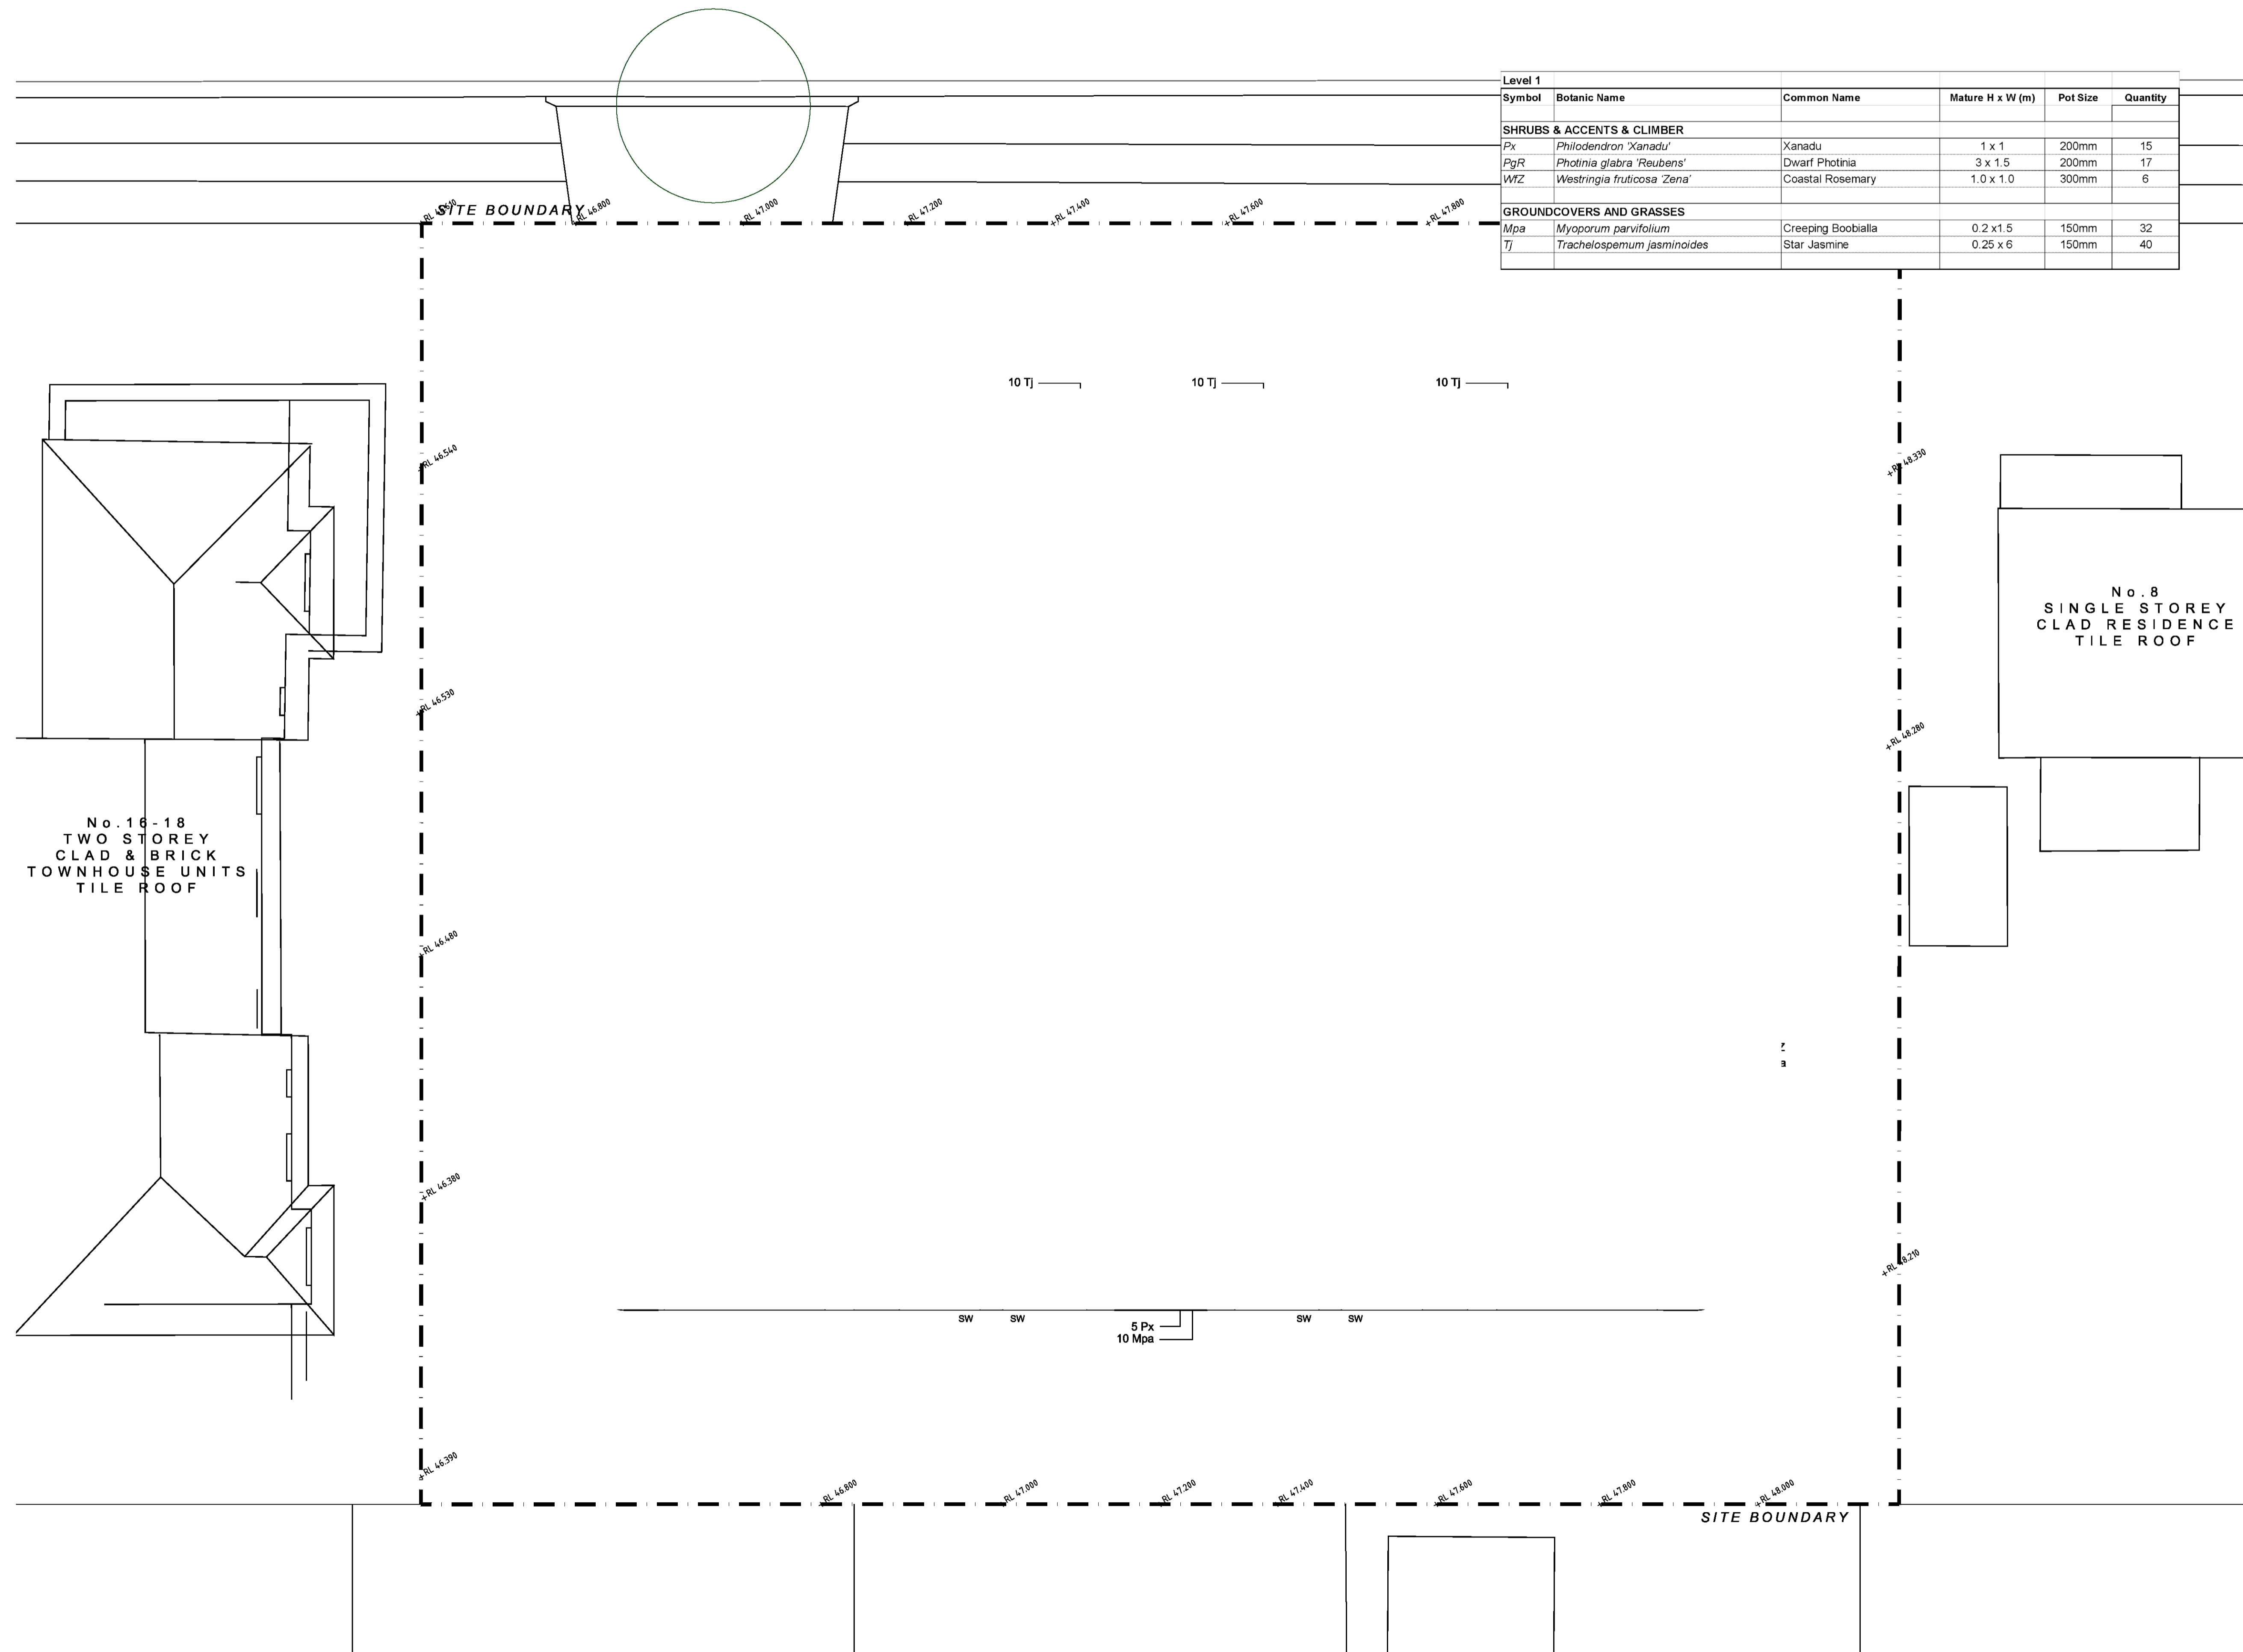 Level 1
Symbol Botanic Name Common Name Mature H x W (m) Pot Size Quantity
SHRUBS & ACCENTS & CLIMBER
Px Philodendron 'Xanadu' Xanadu 1 x 1 200mm 15
PgR Photinia glabra 'Reubens' Dwarf Photinia 3 x 1.5 200mm 17
WfZ Westringia fruticosa 'Zena' Coastal Rosemary 1.0 x 1.0 300mm 6
GROUNDCOVERS AND GRASSES
Mpa Myoporum parvifolium Creeping Boobialla 0.2 x1.5 150mm 32
Tj Trachelospemum jasminoides Star Jasmine 0.25 x 6 150mm 40
SITE BOUNDARY
RL 46.800
RL 47.000
RL 47.200
RL 47.400
RL 47.600
RL 47.800
10 Tj
10 Tj
10 Tj
RL 46.540
RL 48.330
No.8
SINGLE STOREY
CLAD RESIDENCE
TILE ROOF
RL 46.530
RL 48.280
No.16-18
TWO STOREY
CLAD & BRICK
TOWNHOUSE UNITS
TILE ROOF
RL 46.480
RL 46.380
RL 48.210
SW
SW
SW
SW
5 Px
10 Mpa
RL 46.390
RL 46.800
RL 47.000
RL 47.200
RL 47.400
RL 47.600
RL 47.800
RL 48.000
SITE BOUNDARY